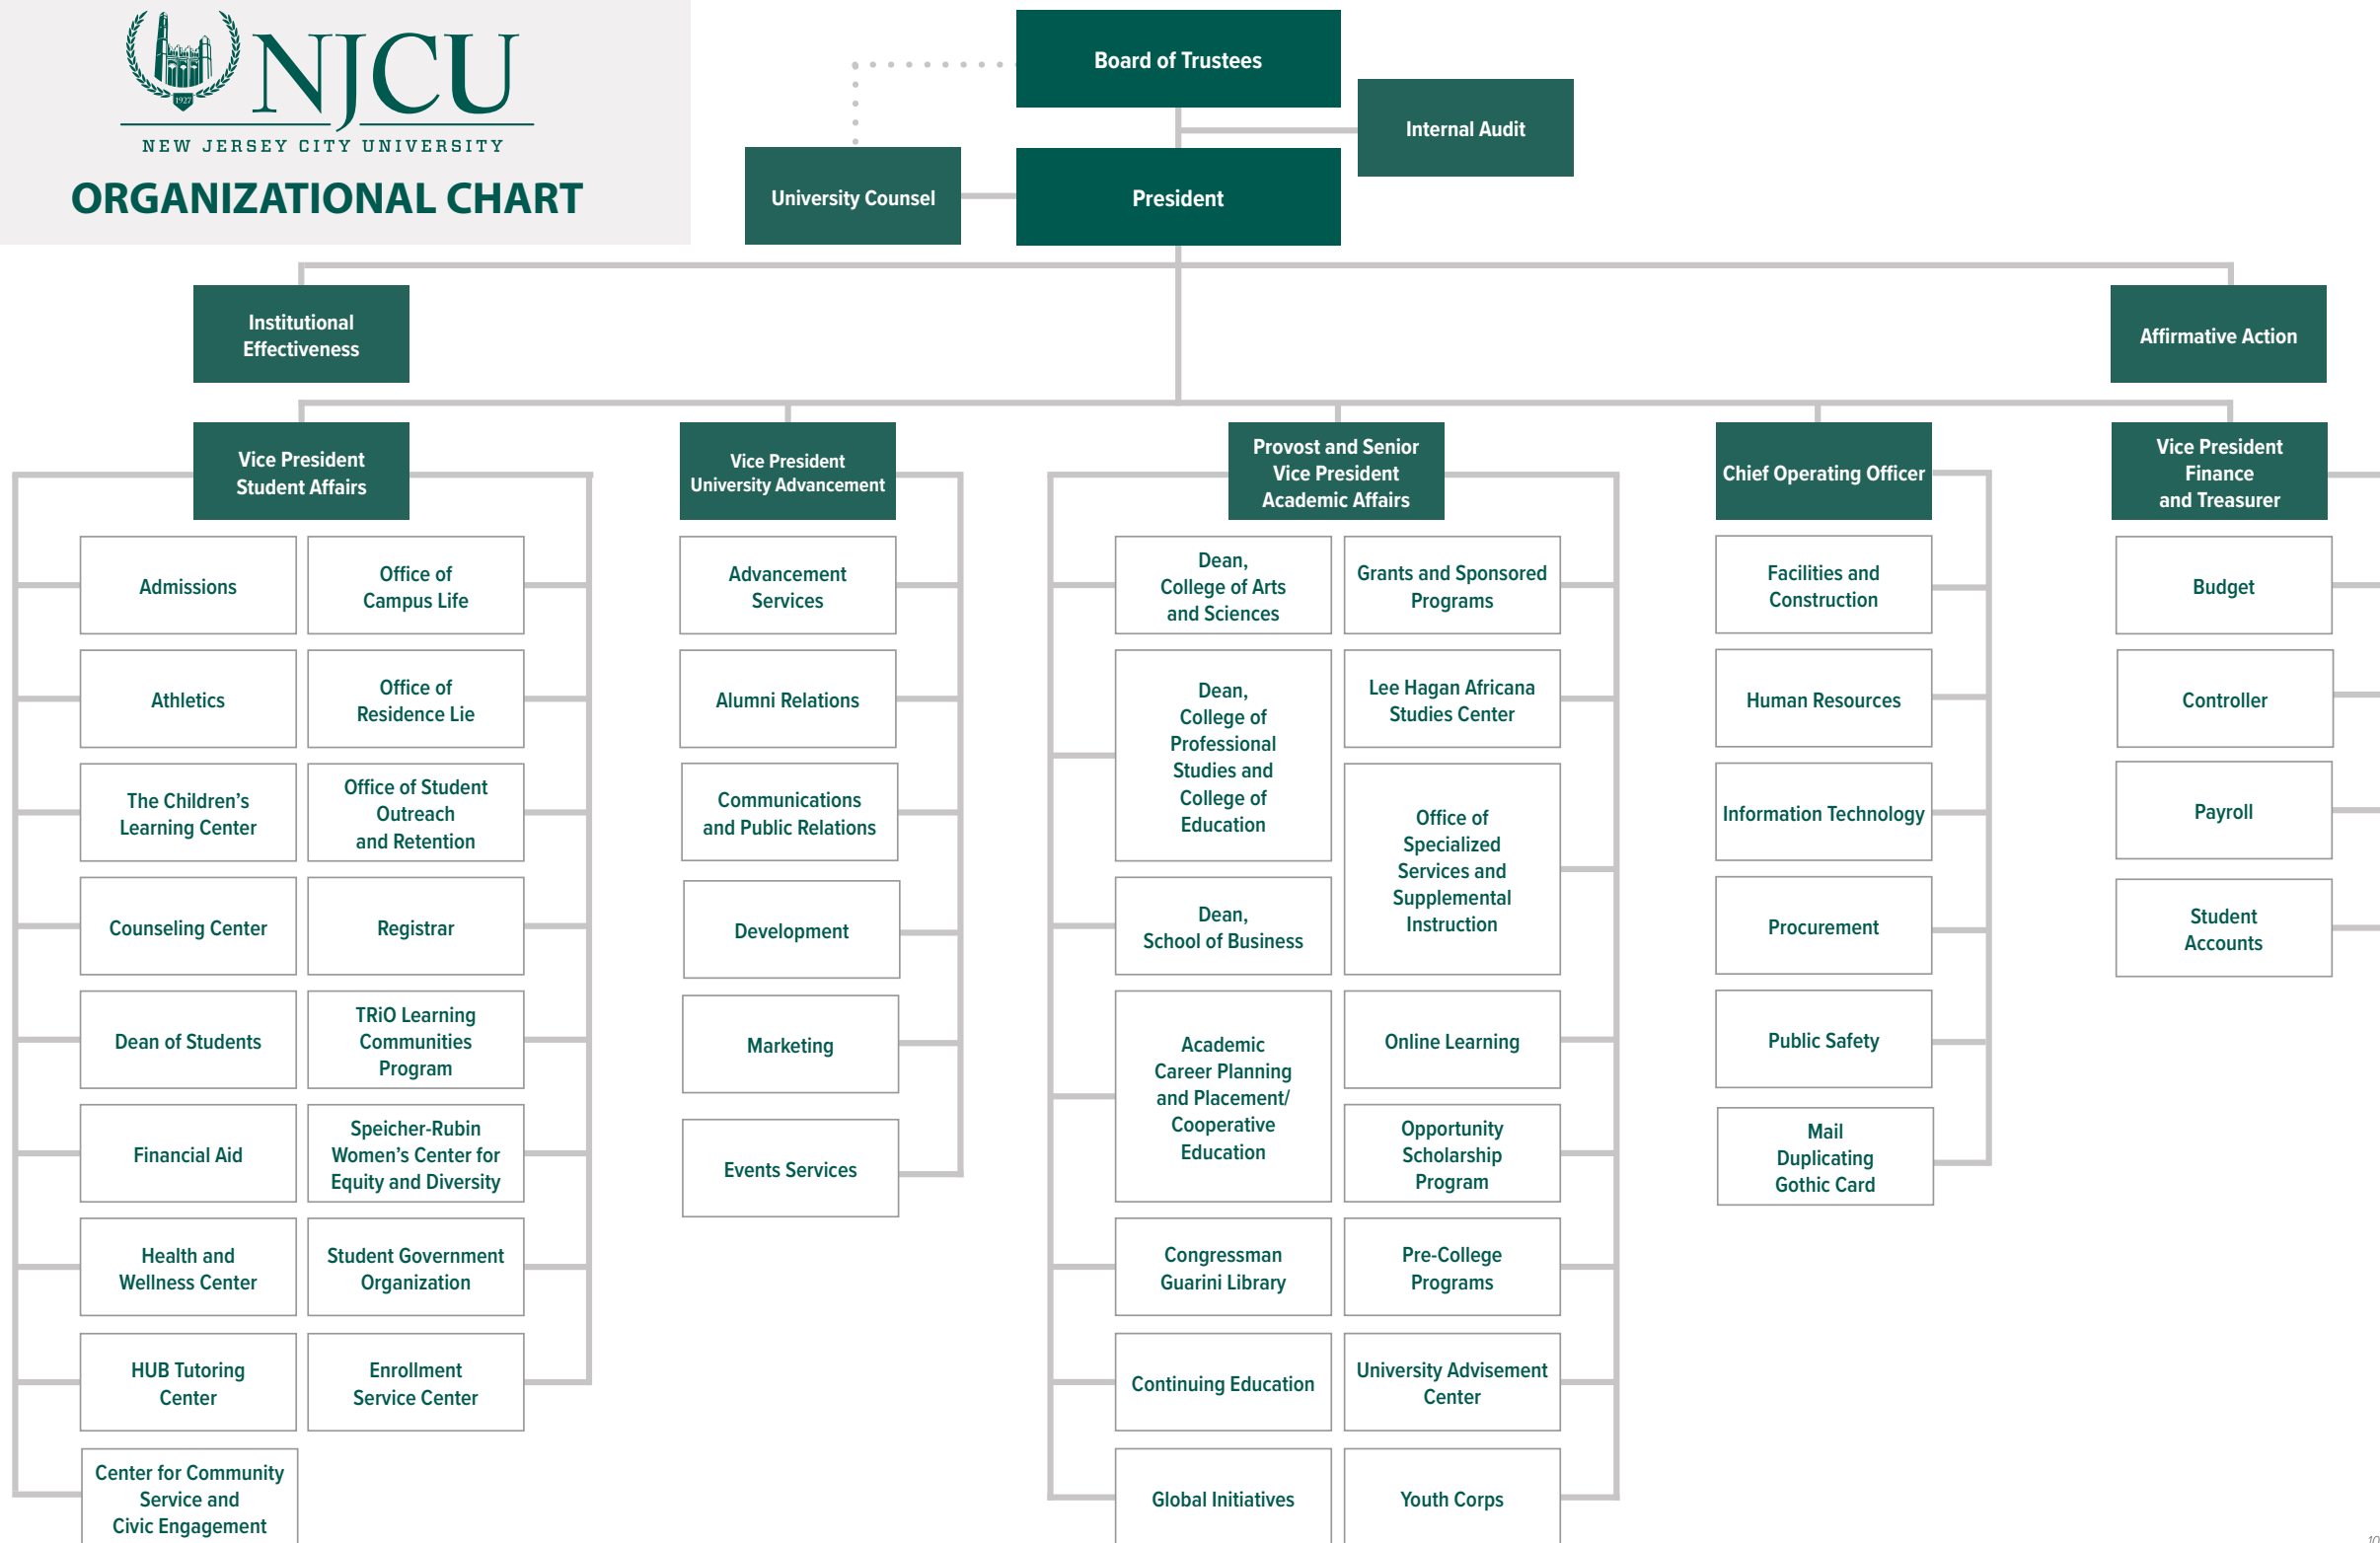 1927
NJCU
NEW JERSEY CITY UNIVERSITY
ORGANIZATIONAL CHART
Board of Trustees
Internal Audit
University Counsel
President
Institutional
Effectiveness
Affirmative Action
Vice President
Student Affairs
Admissions
Athletics
The Children’s
Learning Center
Counseling Center
Dean of Students
Financial Aid
Health and
Wellness Center
HUB Tutoring
Center
Center for Community
Service and
Civic Engagement
Office of
Campus Life
Office of
Residence Lie
Office of Student
Outreach
and Retention
Registrar
TRiO Learning
Communities
Program
Speicher-Rubin
Women’s Center for
Equity and Diversity
Student Government
Organization
Enrollment
Service Center
Vice President
University Advancement
Advancement
Services
Alumni Relations
Communications
and Public Relations
Development
Marketing
Events Services
Provost and Senior
Vice President
Academic Affairs
Dean,
College of Arts
and Sciences
Dean,
College of
Professional
Studies and
College of
Education
Dean,
School of Business
Academic
Career Planning
and Placement/
Cooperative
Education
Congressman
Guarini Library
Continuing Education
Global Initiatives
Grants and Sponsored
Programs
Lee Hagan Africana
Studies Center
Office of
Specialized
Services and
Supplemental
Instruction
Online Learning
Opportunity
Scholarship
Program
Pre-College
Programs
University Advisement
Center
Youth Corps
Chief Operating Officer
Facilities and
Construction
Human Resources
Information Technology
Procurement
Public Safety
Mail
Duplicating
Gothic Card
Vice President
Finance
and Treasurer
Budget
Controller
Payroll
Student
Accounts